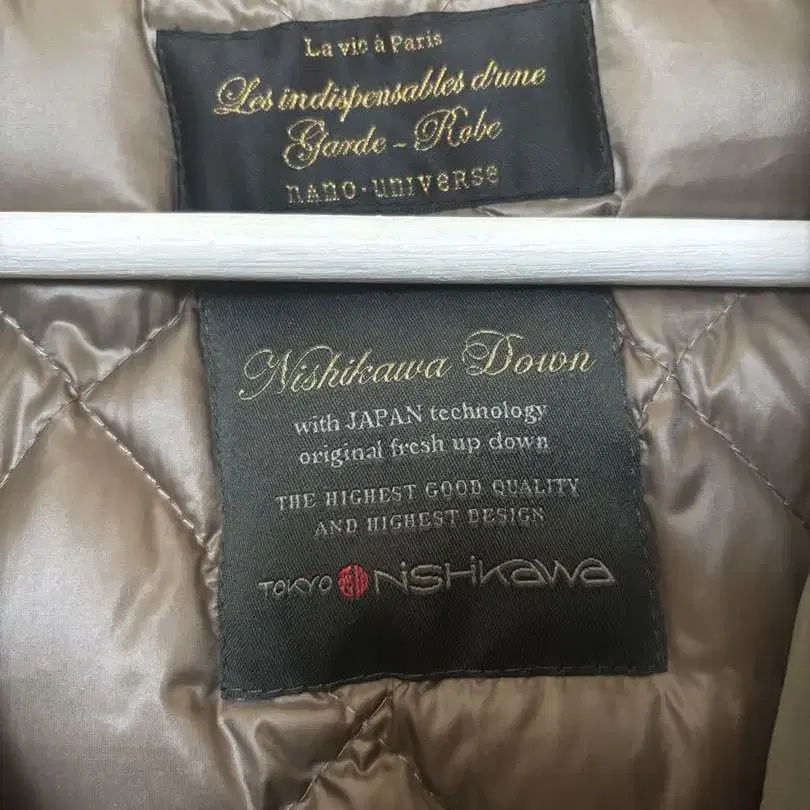 La vie à Paris
Les indispensables d'une
Garde-Robe
nano·universe
Nishikawa Down
with JAPAN technology
original fresh up down
THE HIGHEST GOOD QUALITY
AND HIGHEST DESIGN
TOKYO NiSHiKaWa